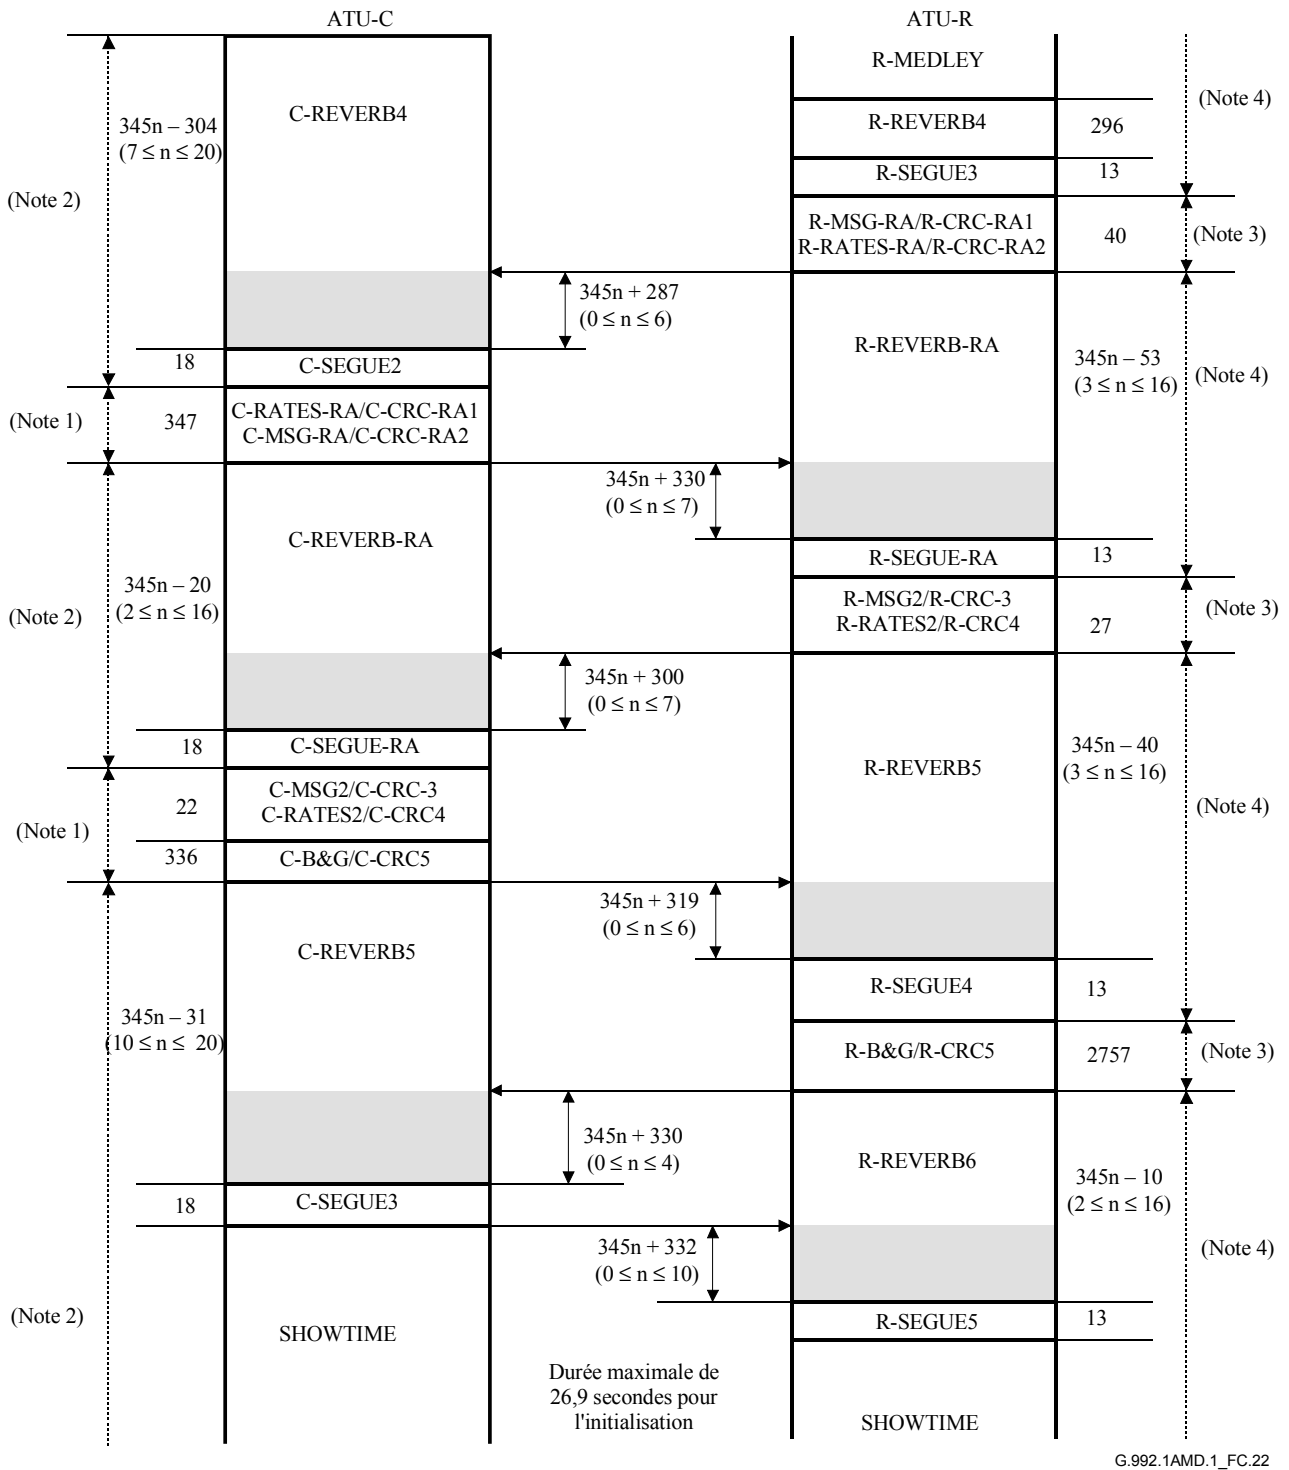 ATU-C
ATU-R
R-MEDLEY
(Note 4)
C-REVERB4
345n – 304
(7 ≤ n ≤ 20)
R-REVERB4
296
R-SEGUE3
13
(Note 2)
R-MSG-RA/R-CRC-RA1
R-RATES-RA/R-CRC-RA2
40
(Note 3)
345n + 287
(0 ≤ n ≤ 6)
R-REVERB-RA
345n – 53
(3 ≤ n ≤ 16)
(Note 4)
18
C-SEGUE2
(Note 1)
347
C-RATES-RA/C-CRC-RA1
C-MSG-RA/C-CRC-RA2
345n + 330
(0 ≤ n ≤ 7)
C-REVERB-RA
R-SEGUE-RA
13
345n – 20
(2 ≤ n ≤ 16)
(Note 2)
R-MSG2/R-CRC-3
R-RATES2/R-CRC4
27
(Note 3)
345n + 300
(0 ≤ n ≤ 7)
18
C-SEGUE-RA
R-REVERB5
345n – 40
(3 ≤ n ≤ 16)
(Note 4)
C-MSG2/C-CRC-3
C-RATES2/C-CRC4
22
(Note 1)
336
C-B&G/C-CRC5
345n + 319
(0 ≤ n ≤ 6)
C-REVERB5
R-SEGUE4
13
345n – 31
(10 ≤ n ≤ 20)
R-B&G/R-CRC5
2757
(Note 3)
345n + 330
(0 ≤ n ≤ 4)
R-REVERB6
345n – 10
(2 ≤ n ≤ 16)
18
C-SEGUE3
345n + 332
(0 ≤ n ≤ 10)
(Note 4)
(Note 2)
R-SEGUE5
13
SHOWTIME
Durée maximale de
26,9 secondes pour
l'initialisation
SHOWTIME
G.992.1AMD.1_FC.22